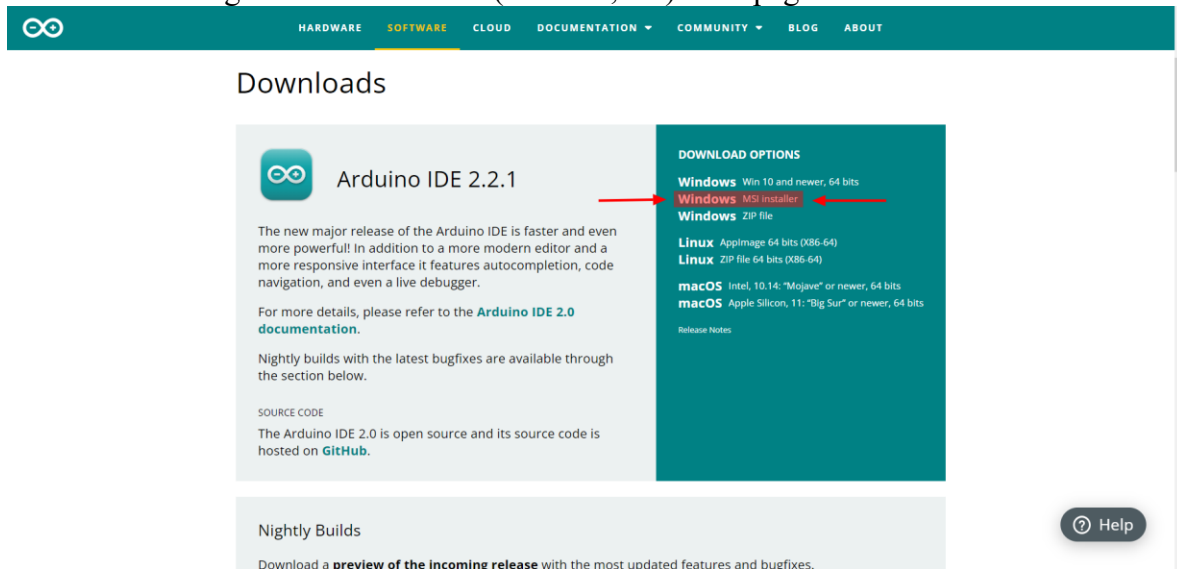 HARDWARE SOFTWARE CLOUD DOCUMENTATION COMMUNITY BLOG ABOUT
Downloads
Arduino IDE 2.2.1
The new major release of the Arduino IDE is faster and even
more powerful! In addition to a more modern editor and a
more responsive interface it features autocompletion, code
navigation, and even a live debugger.
For more details, please refer to the Arduino IDE 2.0
documentation.
Nightly builds with the latest bugfixes are available through
the section below.
SOURCE CODE
The Arduino IDE 2.0 is open source and its source code is
hosted on GitHub.
DOWNLOAD OPTIONS
Windows Win 10 and newer, 64 bits
Windows MSI installer
Windows ZIP file
Linux AppImage 64 bits (X86-64)
Linux ZIP file 64 bits (X86-64)
macOS Intel, 10.14: "Mojave" or newer, 64 bits
macOS Apple Silicon, 11: "Big Sur" or newer, 64 bits
Release Notes
Nightly Builds
Download a preview of the incoming release with the most updated features and bugfixes.
Help